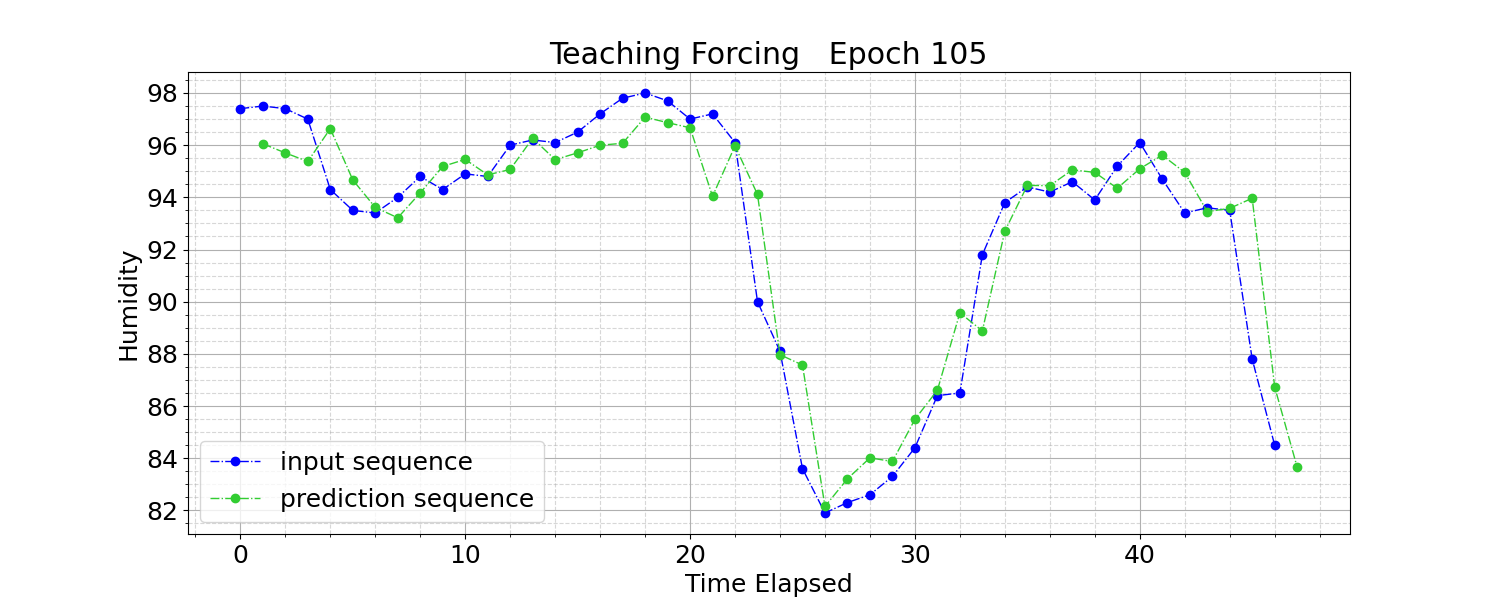 Teaching Forcing   Epoch 105
Humidity
98
96
94
92
90
88
86
84
82
input sequence
prediction sequence
0 10 20 30 40
Time Elapsed